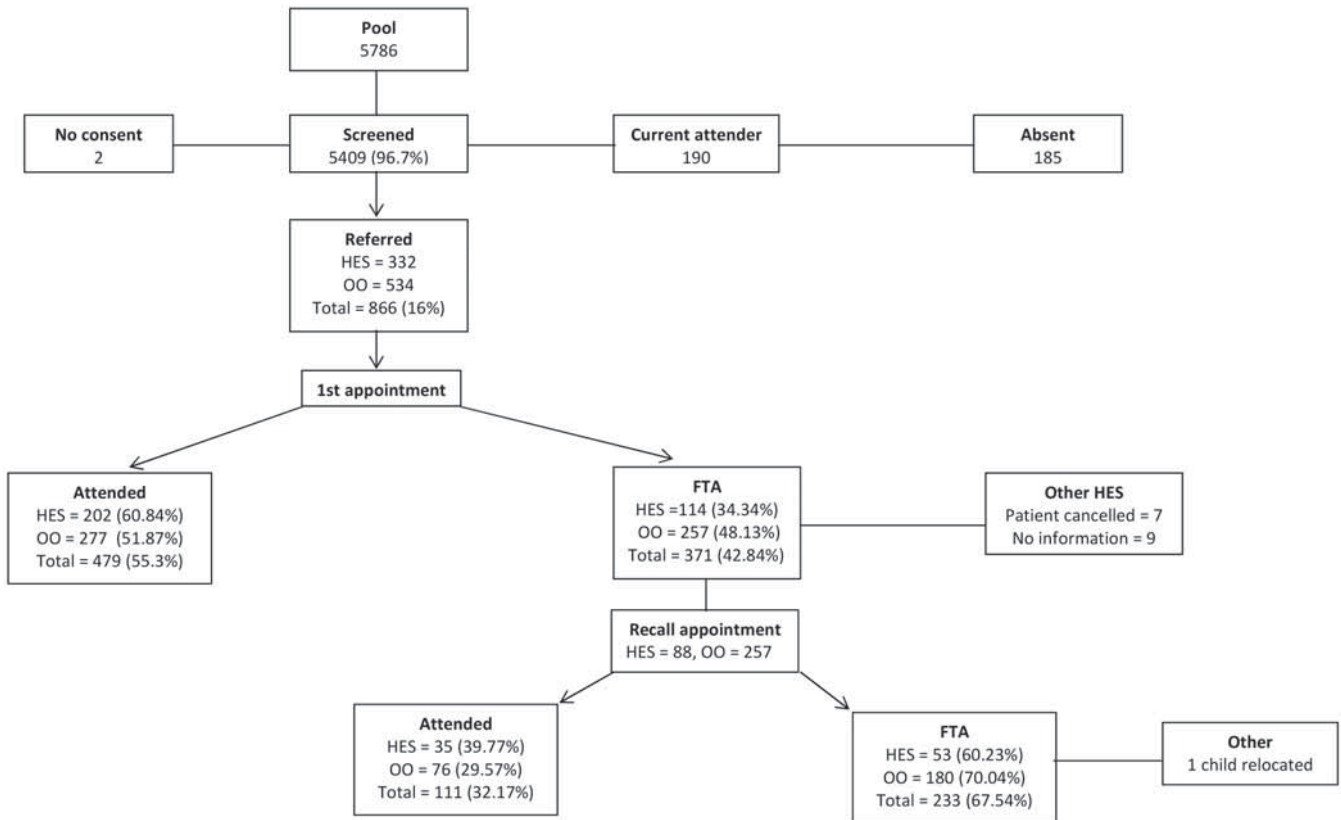 Pool
5786
No consent
2
Screened
5409 (96.7%)
Current attender
190
Absent
185
Referred
HES = 332
OO = 534
Total = 866 (16%)
1st appointment
Attended
HES = 202 (60.84%)
OO = 277 (51.87%)
Total = 479 (55.3%)
FTA
HES =114 (34.34%)
OO = 257 (48.13%)
Total = 371 (42.84%)
Other HES
Patient cancelled = 7
No information = 9
Recall appointment
HES = 88, OO = 257
Attended
HES = 35 (39.77%)
OO = 76 (29.57%)
Total = 111 (32.17%)
FTA
HES = 53 (60.23%)
OO = 180 (70.04%)
Total = 233 (67.54%)
Other
1 child relocated